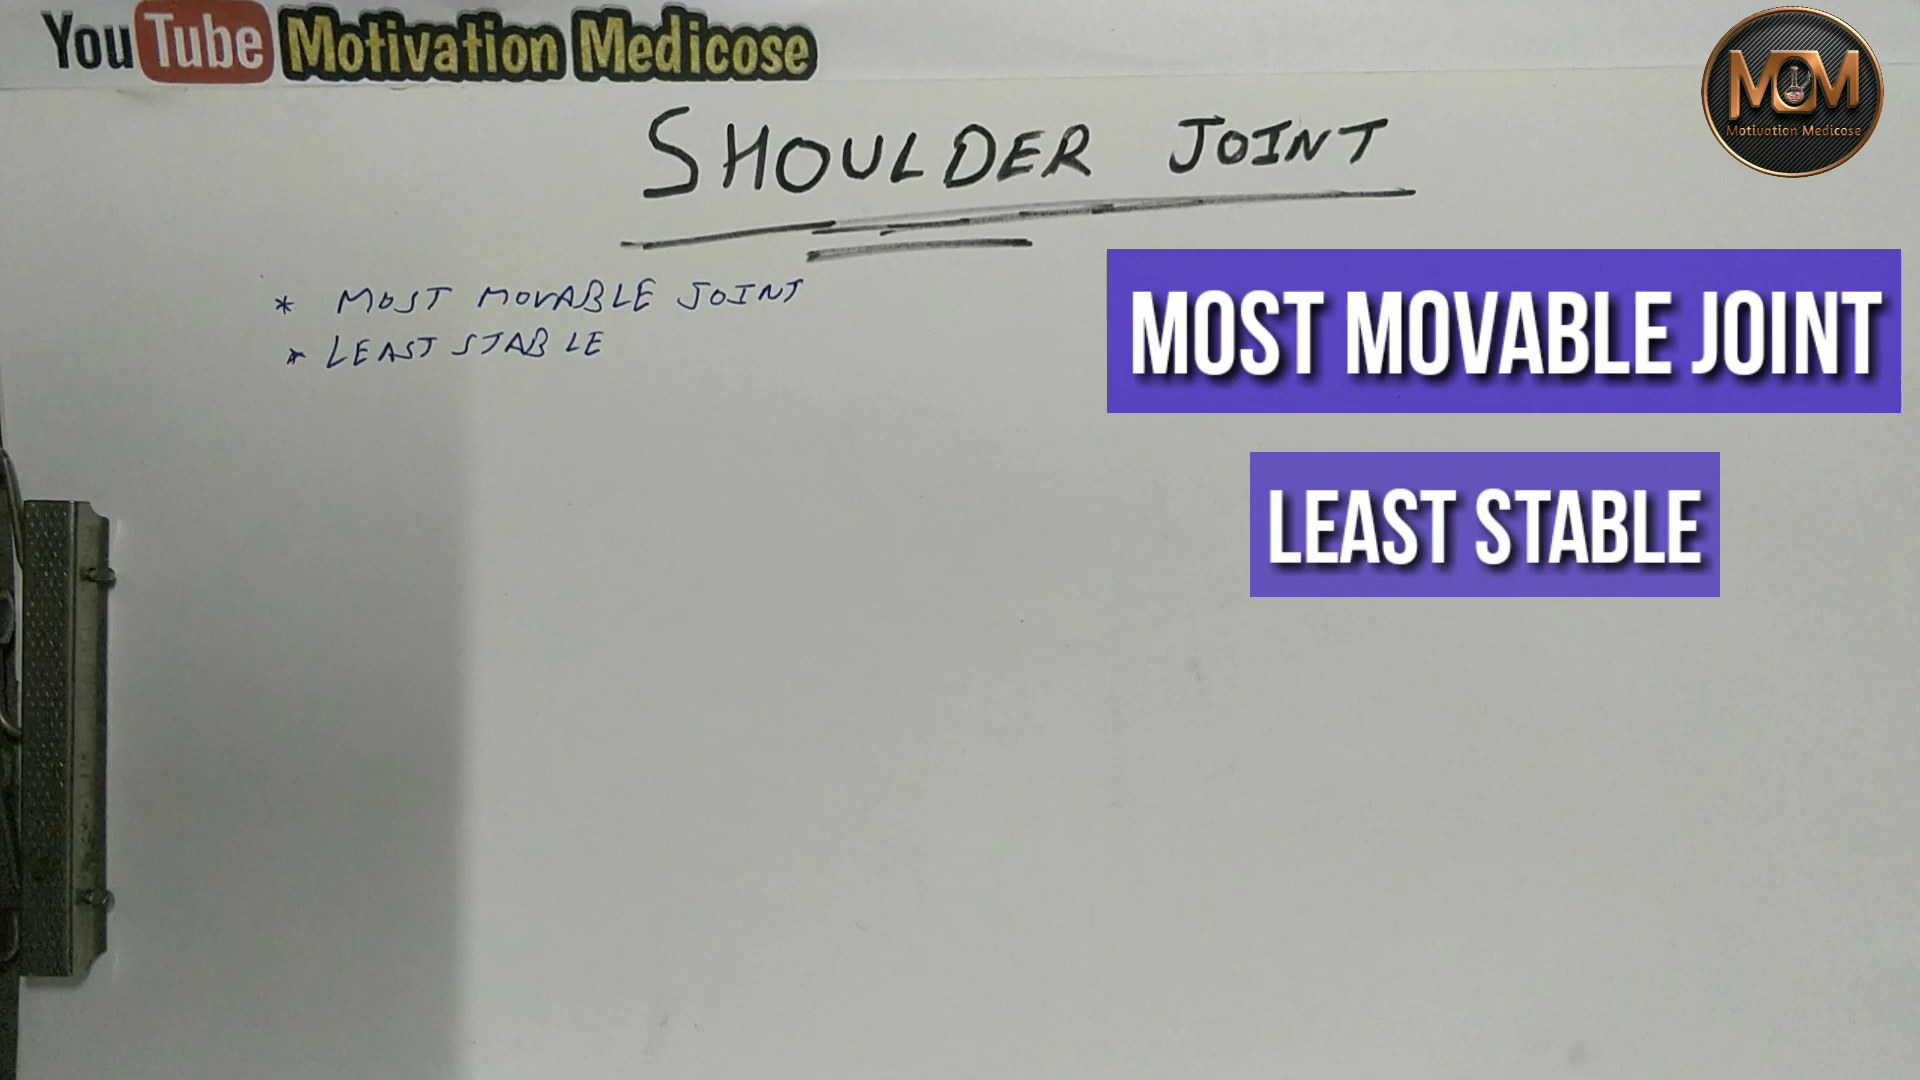 YouTube Motivation Medicose
MOM
Motivation Medicose
SHOULDER JOINT
* MOST MOVABLE JOINT
* LEAST STABLE
MOST MOVABLE JOINT
LEAST STABLE